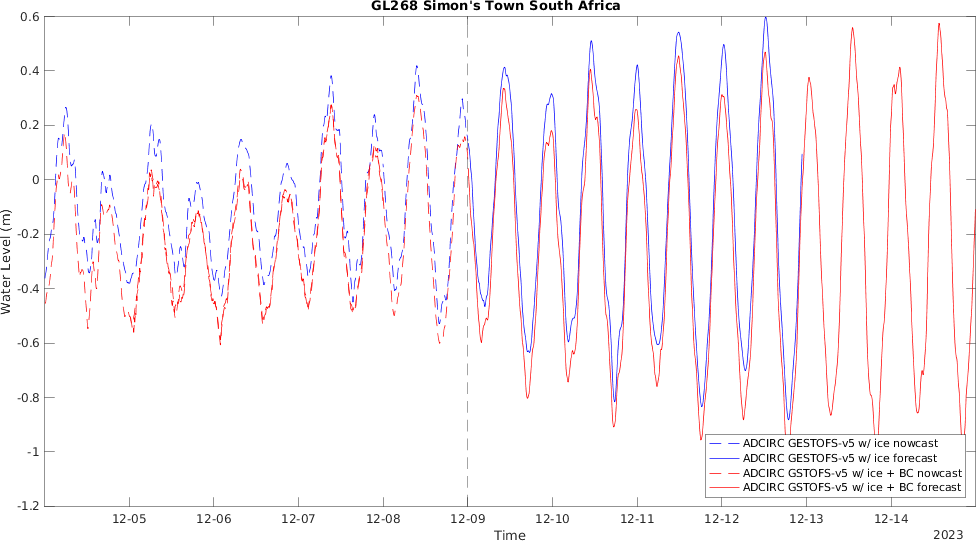 GL268 Simon's Town South Africa
0.6
0.4
0.2
0
-0.2
-0.4
-0.6
-0.8
-1
-1.2
Water Level (m)
12-05 12-06 12-07 12-08 12-09 12-10 12-11 12-12 12-13 12-14
Time
2023
ADCIRC GESTOFS-v5 w/ ice nowcast
ADCIRC GESTOFS-v5 w/ ice forecast
ADCIRC GSTOFS-v5 w/ ice + BC nowcast
ADCIRC GSTOFS-v5 w/ ice + BC forecast